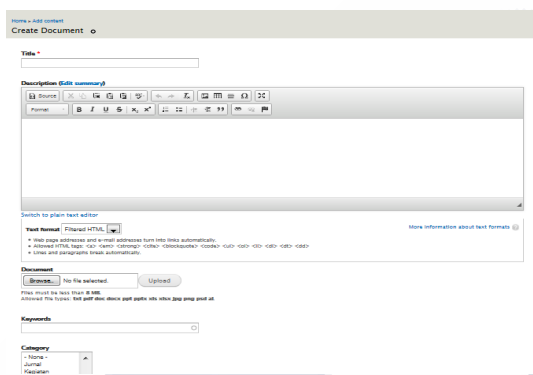 Home » Add content
Create Document
Title *
Description (Edit summary)
Source
Format
B I U S x₂ x²
Switch to plain text editor
Text format Filtered HTML
More information about text formats
Web page addresses and e-mail addresses turn into links automatically.
Allowed HTML tags: <a> <em> <strong> <cite> <blockquote> <code> <ul> <ol> <li> <dl> <dt> <dd>
Lines and paragraphs break automatically.
Document
Browse... No file selected. Upload
Files must be less than 8 MB.
Allowed file types: txt pdf doc docx ppt pptx xls xlsx jpg png psd ai.
Keywords
Category
- None -
Jurnal
Kegiatan